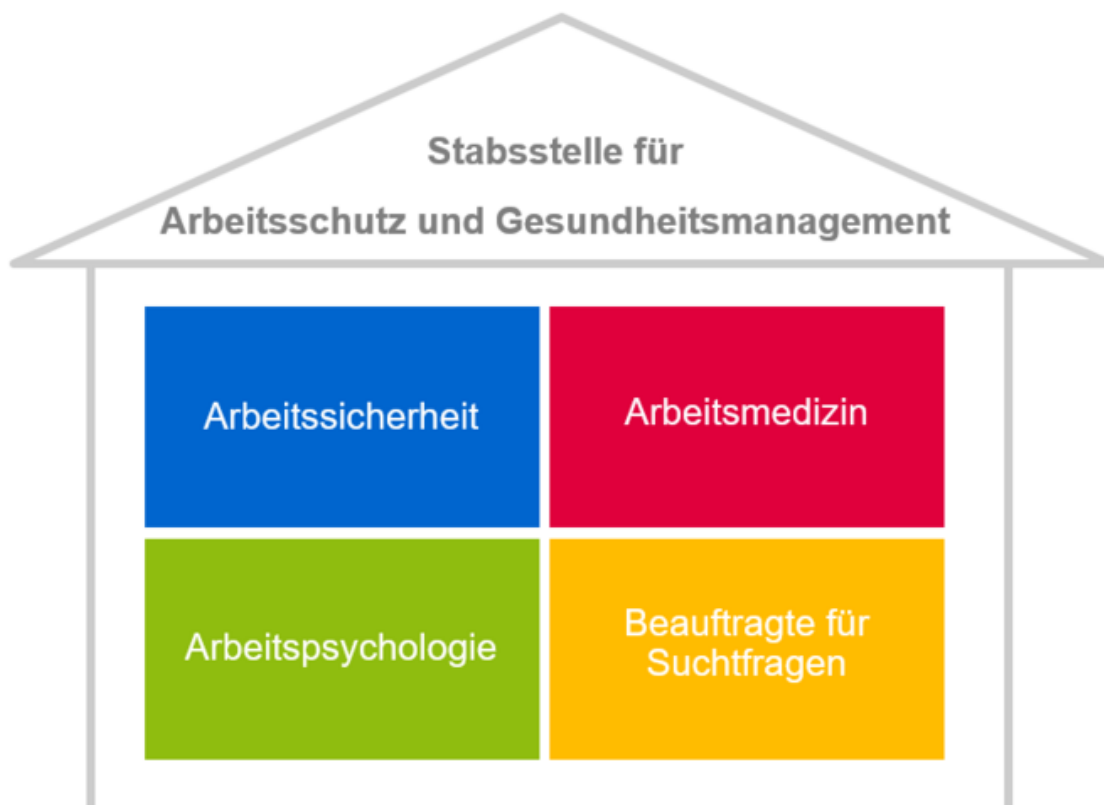 Stabsstelle für
Arbeitsschutz und Gesundheitsmanagement
Arbeitssicherheit
Arbeitsmedizin
Arbeitspsychologie
Beauftragte für
Suchtfragen